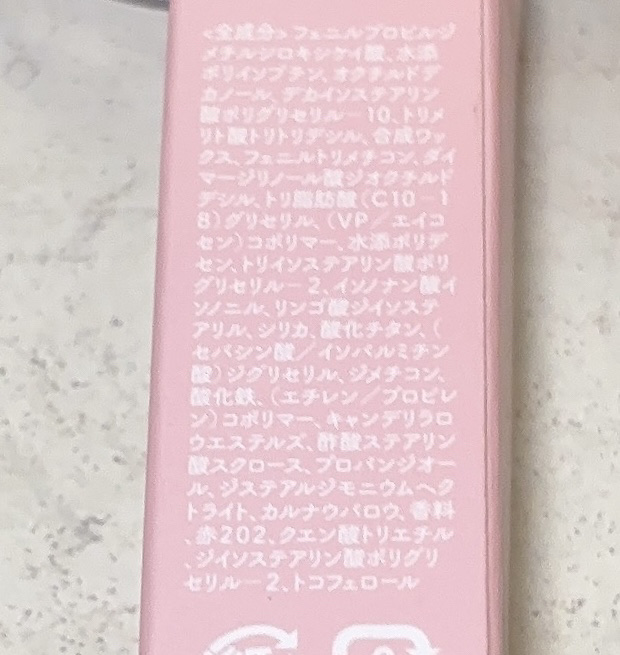 <全成分> フェニルプロピルジ
メチルシロキシケイ酸、水添
ポリイソブテン、オクチルドデ
カノール、デカイソステアリン
酸ポリグリセリル－10、トリメ
リト酸トリトリデシル、合成ワッ
クス、フェニルトリメチコン、ダイ
マージリノール酸ジオクチルド
デシル、トリ脂肪酸（C10－1
8）グリセリル、（VP／エイコ
セン）コポリマー、水添ポリデ
セン、トリイソステアリン酸ポリ
グリセリル－2、イソノナン酸イ
ソノニル、リンゴ酸ジイソステ
アリル、シリカ、酸化チタン、（
セバシン酸／イソパルミチン
酸）ジグリセリル、ジメチコン、
酸化鉄、（エチレン／プロピレ
ン）コポリマー、キャンデリラロ
ウエステルズ、酢酸ステアリン
酸スクロース、プロパンジオー
ル、ジステアルジモニウムヘク
トライト、カルナウバロウ、香料
、赤202、クエン酸トリエチル
、ジイソステアリン酸ポリグリ
セリル－2、トコフェロール